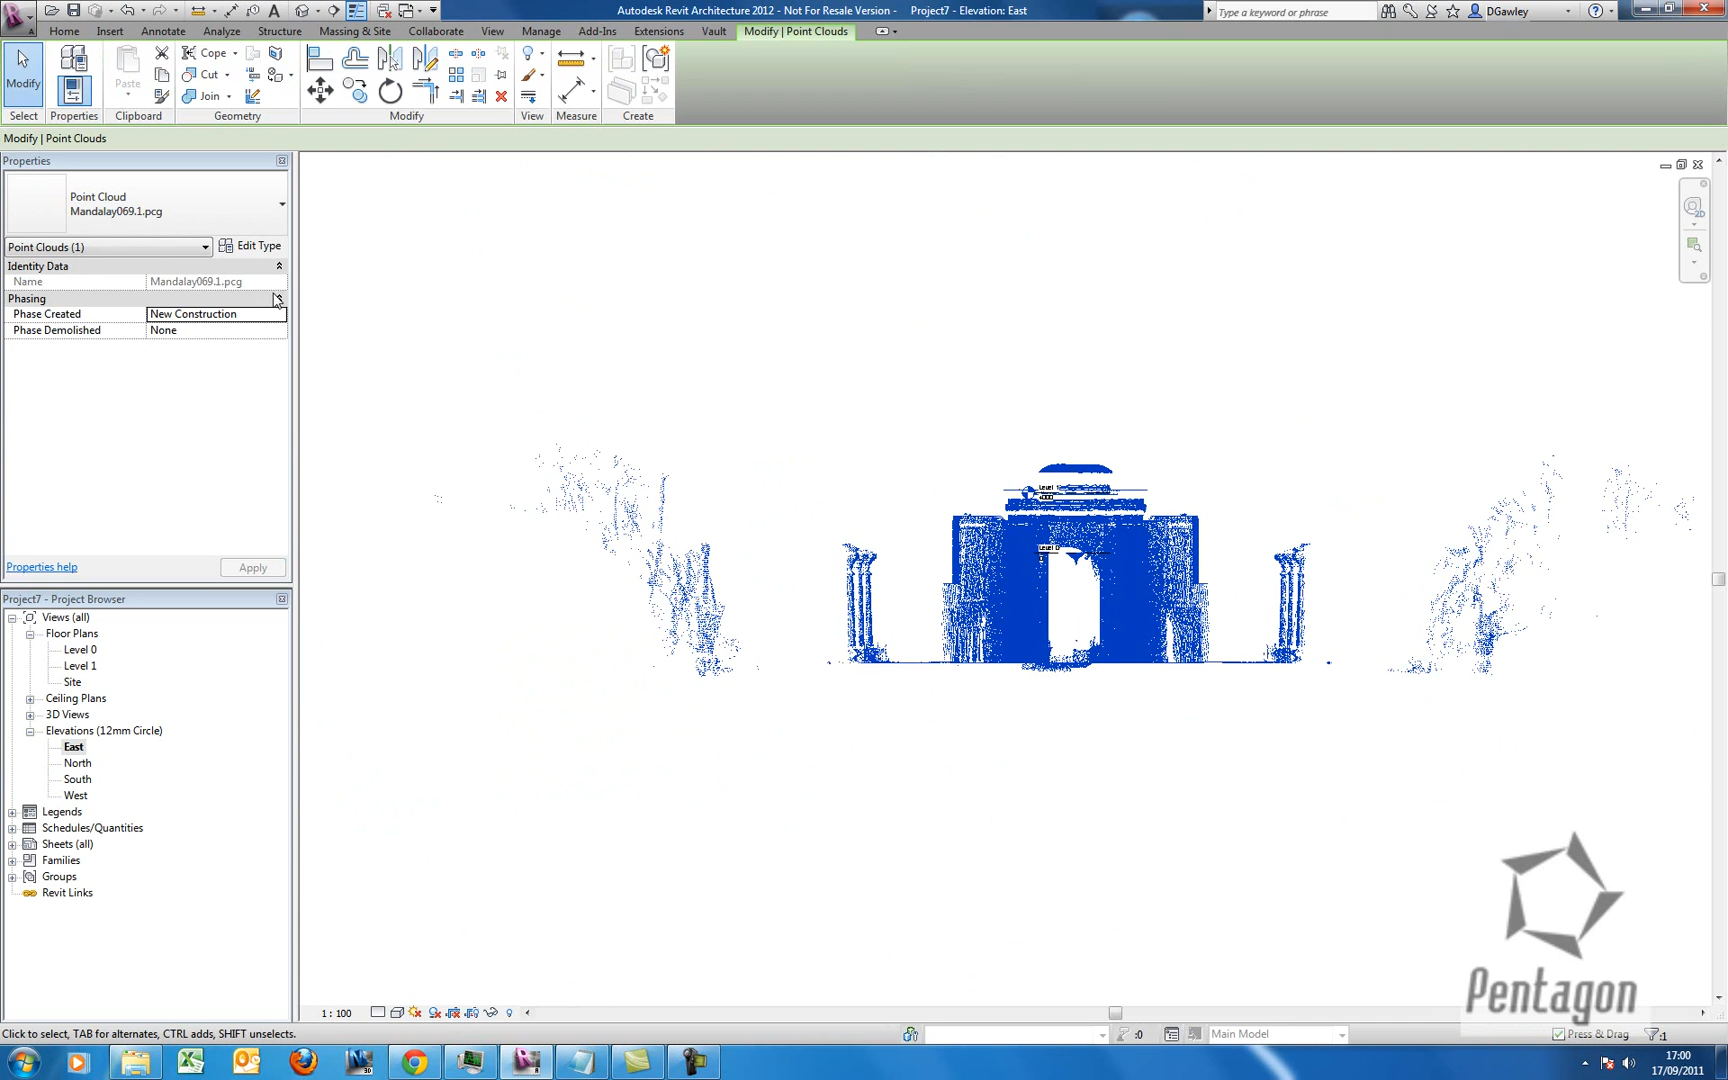 Autodesk Revit Architecture 2012 - Not For Resale Version - Project7 - Elevation: East
Type a keyword or phrase
DGawley
Home Insert Annotate Analyze Structure Massing & Site Collaborate View Manage Add-Ins Extensions Vault Modify | Point Clouds
Modify
Paste
Cope
Cut
Join
Select Properties Clipboard Geometry Modify View Measure Create
Modify | Point Clouds
Properties
Point Cloud
Mandalay069.1.pcg
Point Clouds (1)
Edit Type
Identity Data
Name Mandalay069.1.pcg
Phasing
Phase Created New Construction
Phase Demolished None
Properties help
Apply
Project7 - Project Browser
Views (all)
Floor Plans
Level 0
Level 1
Site
Ceiling Plans
3D Views
Elevations (12mm Circle)
East
North
South
West
Legends
Schedules/Quantities
Sheets (all)
Families
Groups
Revit Links
2D
Level 0
Pentagon
1 : 100
Click to select, TAB for alternates, CTRL adds, SHIFT unselects.
:0
Main Model
Press & Drag
:1
17:00
17/09/2011